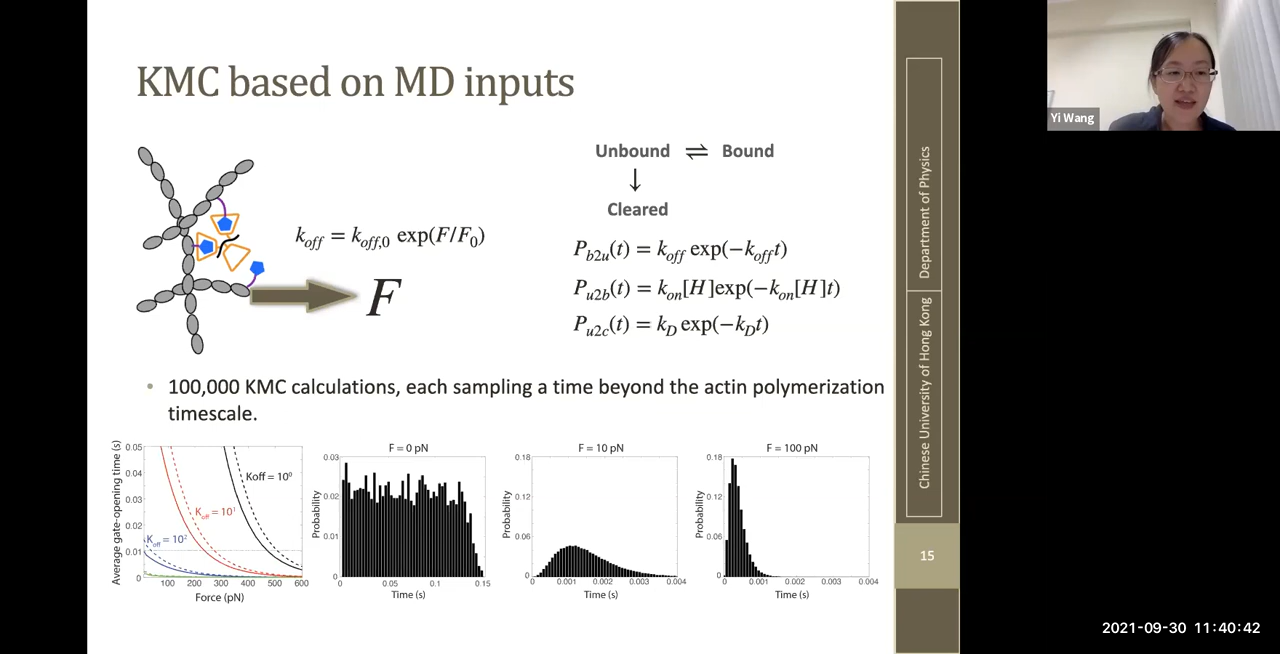 KMC based on MD inputs
Unbound ⇌ Bound
↓
Cleared
k_off = k_off,0 exp(F/F_0)
F
P_b2u(t) = k_off exp(−k_off t)
P_u2b(t) = k_on[H]exp(−k_on[H]t)
P_u2c(t) = k_D exp(−k_D t)
• 100,000 KMC calculations, each sampling a time beyond the actin polymerization
timescale.
Average gate-opening time (s)
0.05
0.04
0.03
0.02
0.01
0
Koff = 10⁰
K_off = 10¹
K_off = 10²
100 200 300 400 500 600
Force (pN)
F = 0 pN
Probability
0.03
0.02
0.01
0
0 0.05 0.1 0.15
Time (s)
F = 10 pN
Probability
0.18
0.12
0.06
0
0 0.001 0.002 0.003 0.004
Time (s)
F = 100 pN
Probability
0.18
0.12
0.06
0
0 0.001 0.002 0.003 0.004
Time (s)
Chinese University of Hong Kong
Department of Physics
15
Yi Wang
2021-09-30 11:40:42